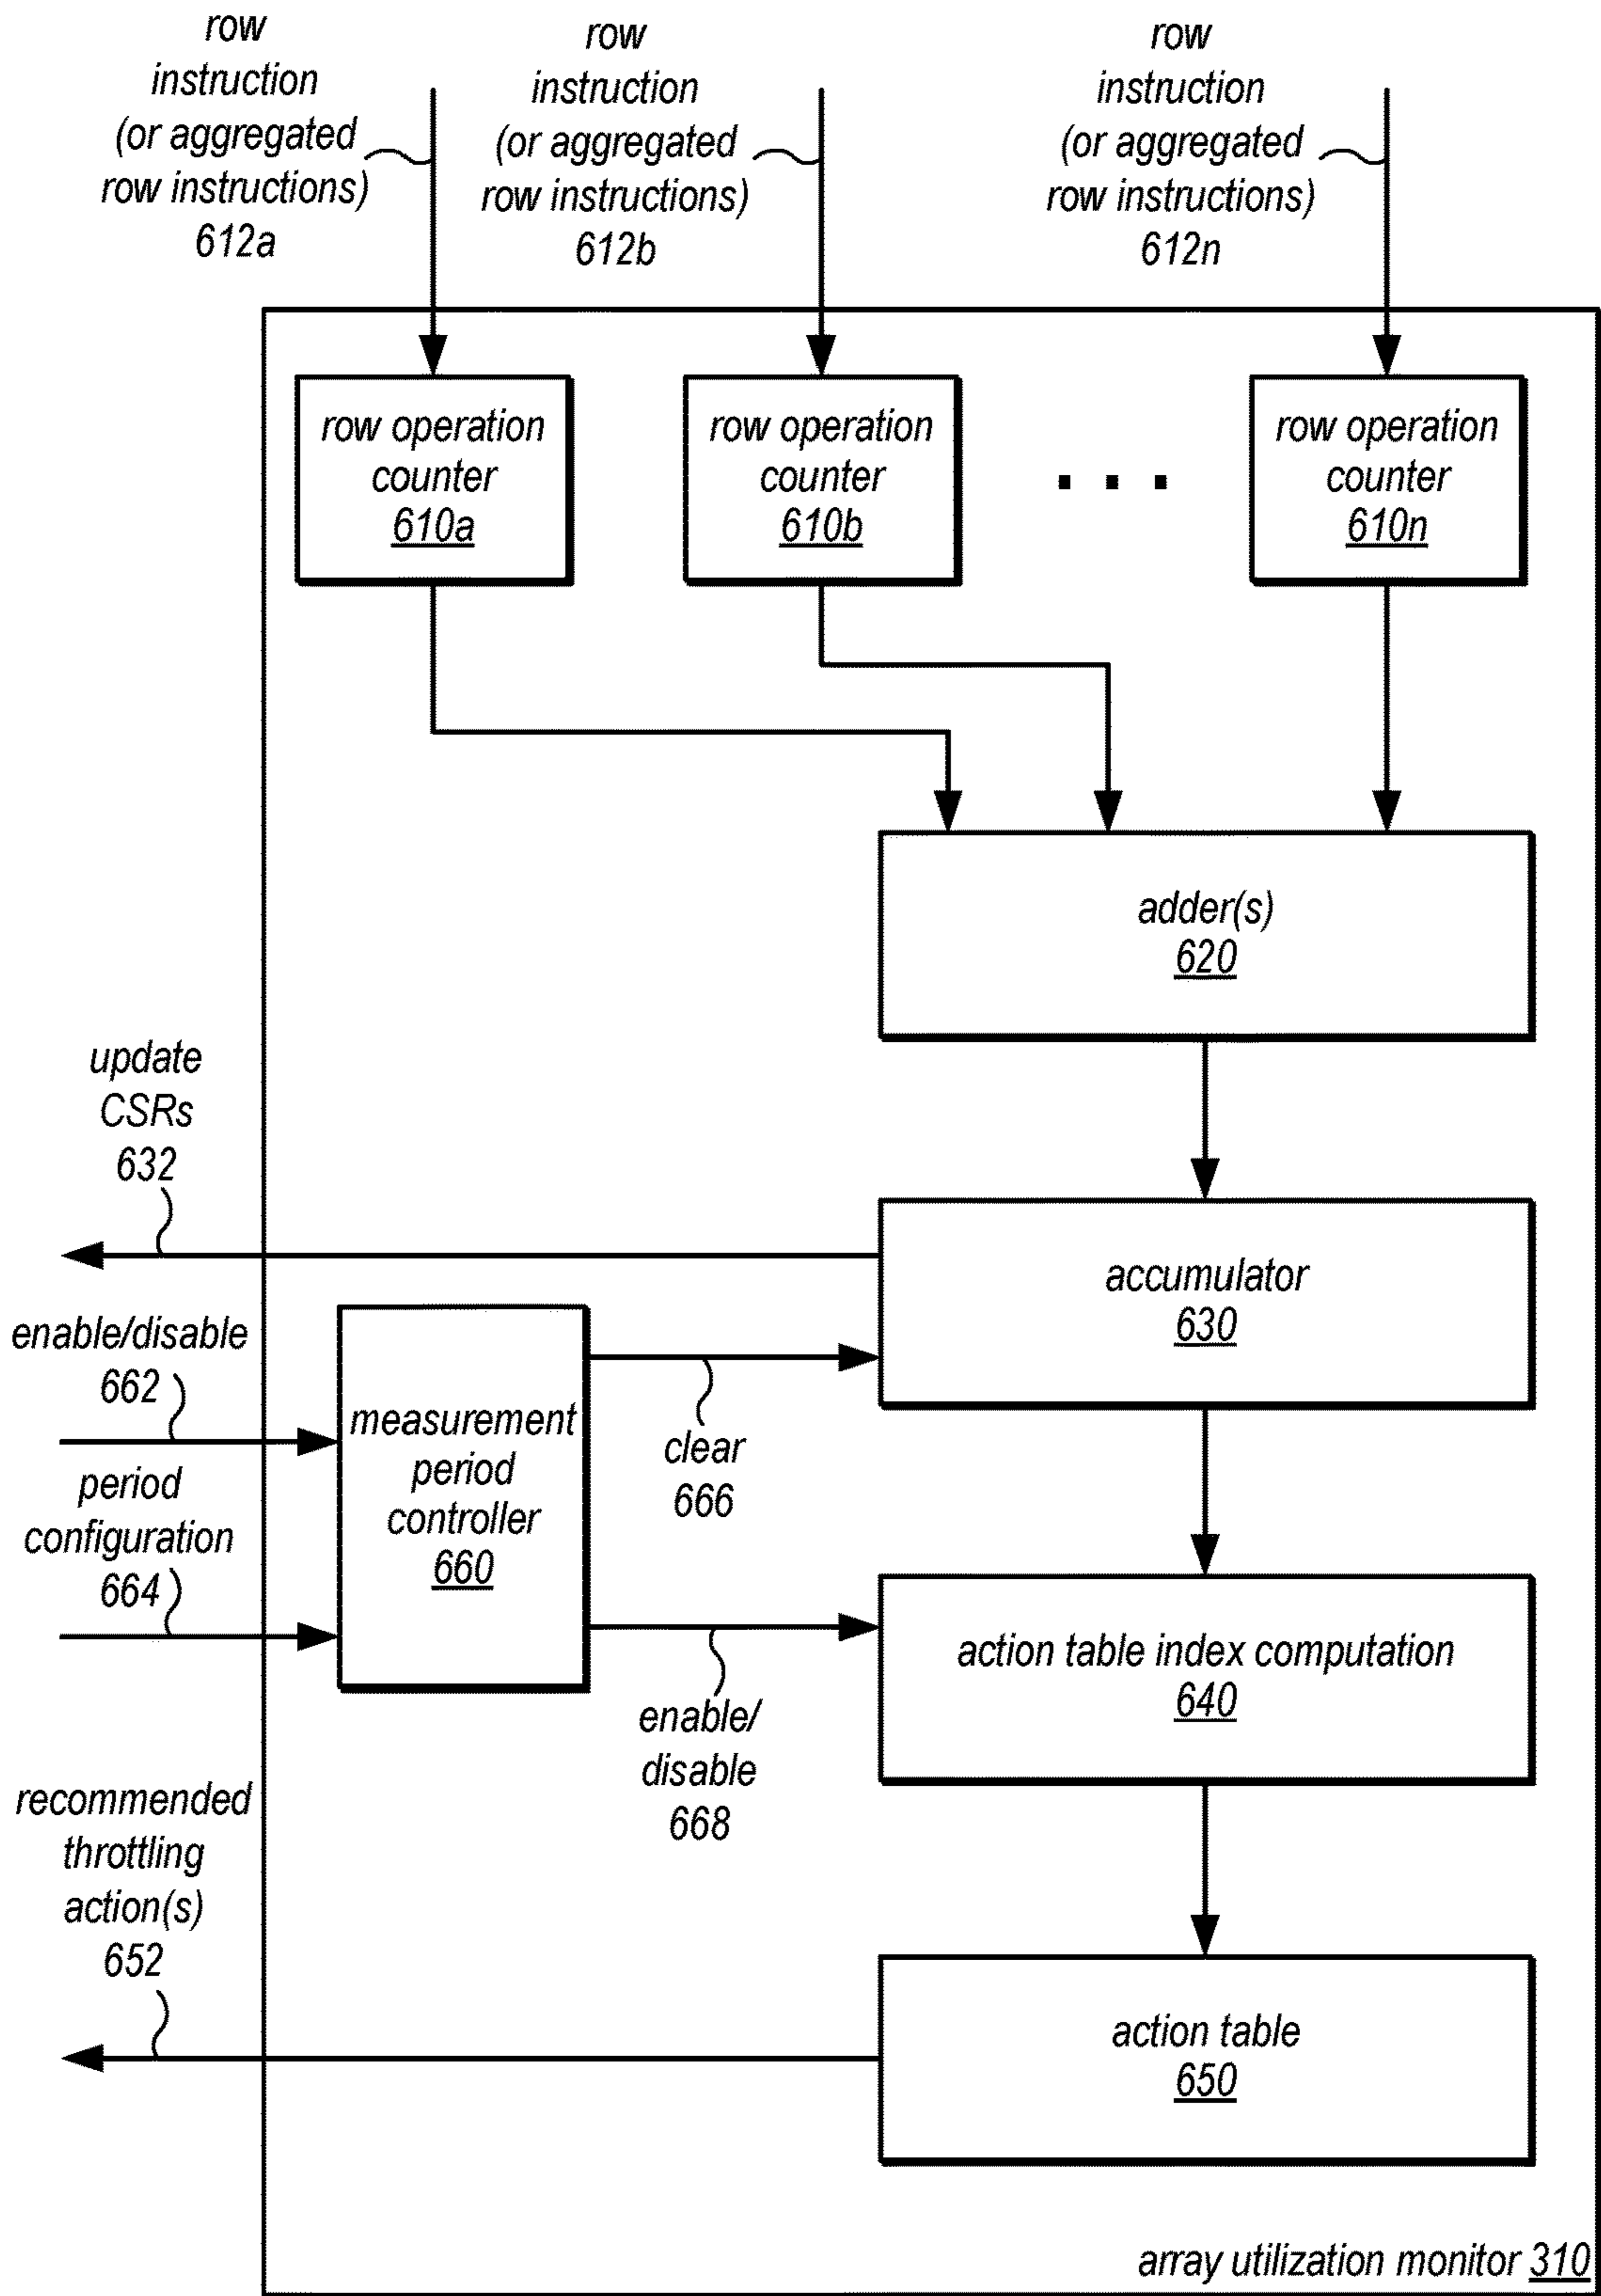 row
instruction
(or aggregated
row instructions)
612a
row
instruction
(or aggregated
row instructions)
612b
row
instruction
(or aggregated
row instructions)
612n
row operation
counter
610a
row operation
counter
610b
row operation
counter
610n
adder(s)
620
update
CSRs
632
accumulator
630
enable/disable
662
period
configuration
664
measurement
period
controller
660
clear
666
enable/
disable
668
action table index computation
640
recommended
throttling
action(s)
652
action table
650
array utilization monitor 310